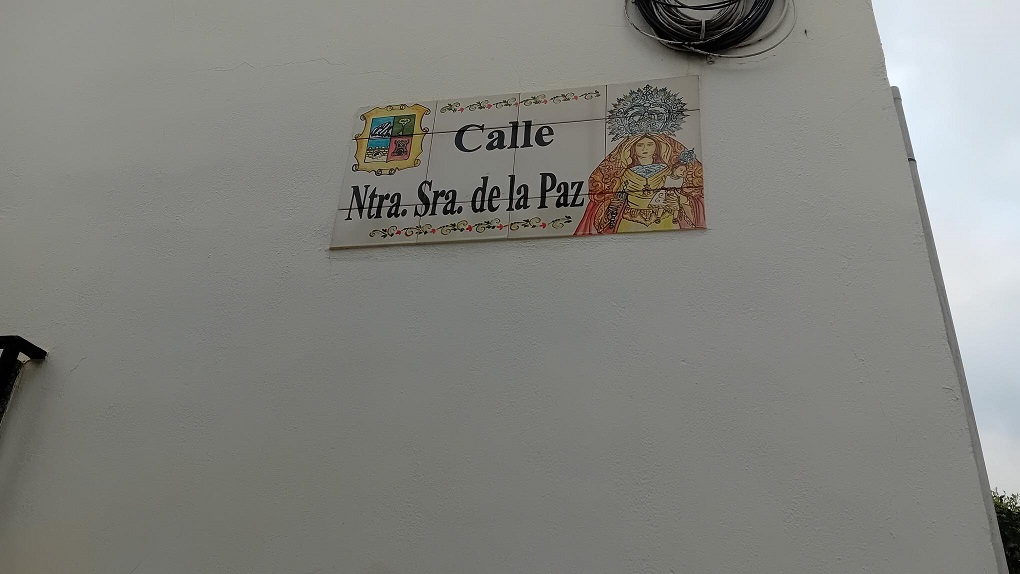 Calle
Ntra. Sra. de la Paz